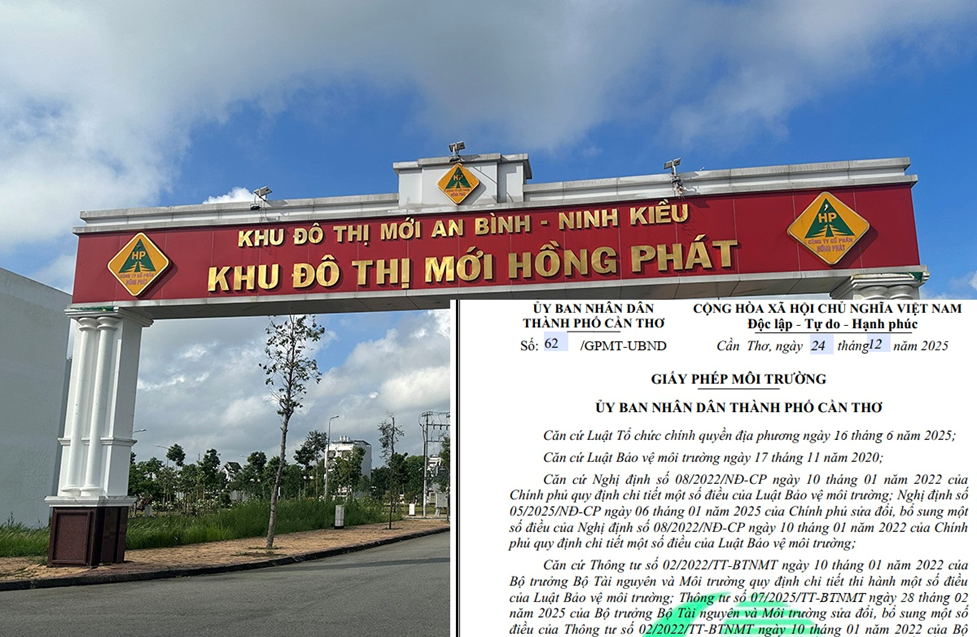 HP
KHU ĐÔ THỊ MỚI AN BÌNH - NINH KIỀU
KHU ĐÔ THỊ MỚI HỒNG PHÁT
HP
CÔNG TY CỔ PHẦN
HỒNG PHÁT
HP
CÔNG TY CỔ PHẦN
HỒNG PHÁT
ỦY BAN NHÂN DÂN
THÀNH PHỐ CẦN THƠ
Số: 62 /GPMT-UBND
CỘNG HÒA XÃ HỘI CHỦ NGHĨA VIỆT NAM
Độc lập - Tự do - Hạnh phúc
Cần Thơ, ngày 24 tháng 12 năm 2025
GIẤY PHÉP MÔI TRƯỜNG
ỦY BAN NHÂN DÂN THÀNH PHỐ CẦN THƠ
Căn cứ Luật Tổ chức chính quyền địa phương ngày 16 tháng 6 năm 2025;
Căn cứ Luật Bảo vệ môi trường ngày 17 tháng 11 năm 2020;
Căn cứ Nghị định số 08/2022/NĐ-CP ngày 10 tháng 01 năm 2022 của
Chính phủ quy định chi tiết một số điều của Luật Bảo vệ môi trường; Nghị định số
05/2025/NĐ-CP ngày 06 tháng 01 năm 2025 của Chính phủ sửa đổi, bổ sung một
số điều của Nghị định số 08/2022/NĐ-CP ngày 10 tháng 01 năm 2022 của Chính
phủ quy định chi tiết một số điều của Luật Bảo vệ môi trường;
Căn cứ Thông tư số 02/2022/TT-BTNMT ngày 10 tháng 01 năm 2022 của
Bộ trưởng Bộ Tài nguyên và Môi trường quy định chi tiết thi hành một số điều
của Luật Bảo vệ môi trường; Thông tư số 07/2025/TT-BTNMT ngày 28 tháng 02
năm 2025 của Bộ trưởng Bộ Tài nguyên và Môi trường sửa đổi, bổ sung một số
điều của Thông tư số 02/2022/TT-BTNMT ngày 10 tháng 01 năm 2022 của Bộ